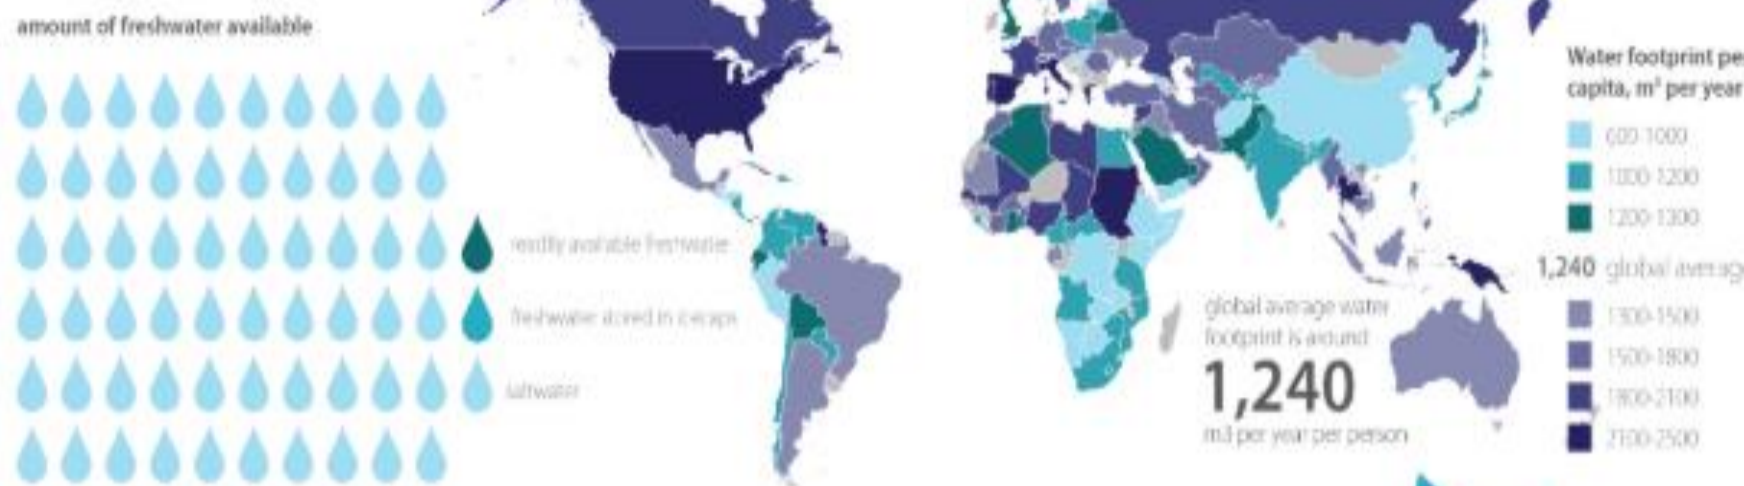 amount of freshwater available
readily available freshwater
freshwater stored in icecaps
saltwater
global average water
footprint is around
1,240
m3 per year per person
Water footprint pe
capita, m³ per year
600-1000
1000-1200
1200-1300
1,240 global averag
1300-1500
1500-1800
1800-2100
2100-2500